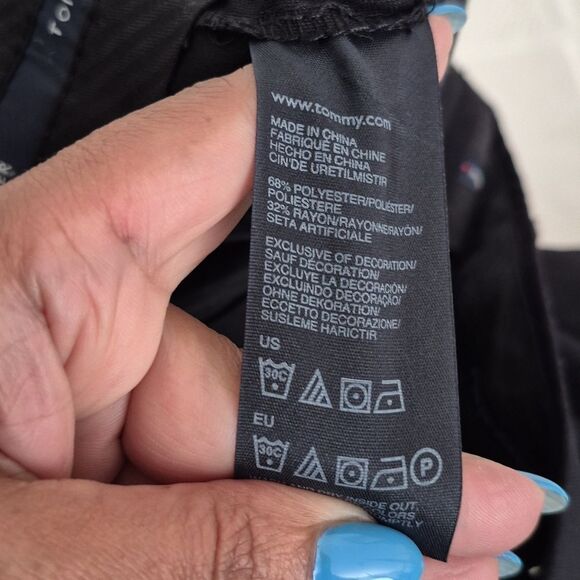 www.tommy.com
MADE IN CHINA
FABRIQUÉ EN CHINE
HECHO EN CHINA
CIN'DE URETILMISTIR
68% POLYESTER/POLIÉSTER/
POLIESTERE
32% RAYON/RAYONNE/RAYÓN/
SETA ARTIFICIALE
EXCLUSIVE OF DECORATION/
SAUF DÉCORATION/
EXCLUYE LA DECORACIÓN/
EXCLUINDO DECORAÇÃO/
OHNE DEKORATION/
ECCETTO DECORAZIONE/
SUSLEME HARICTIR
US
30C
EU
30C P
INSIDE OUT,